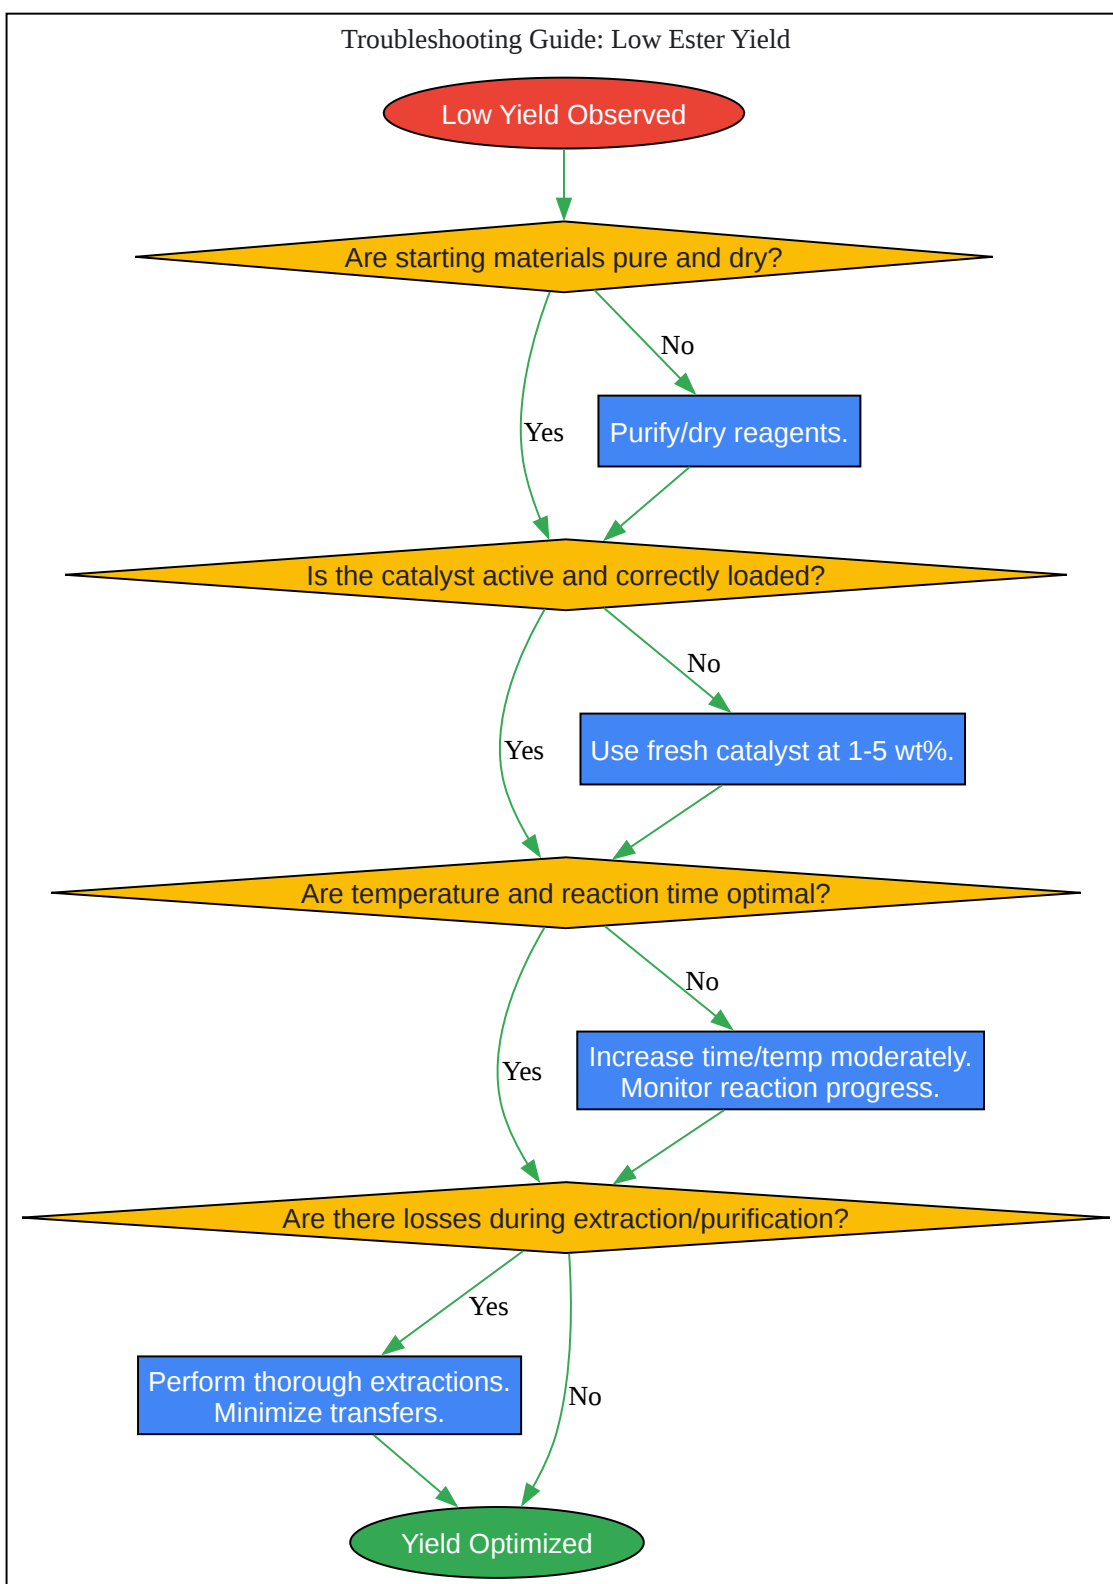 Troubleshooting Guide: Low Ester Yield
Low Yield Observed
Are starting materials pure and dry?
No
Yes
Purify/dry reagents.
Is the catalyst active and correctly loaded?
No
Yes
Use fresh catalyst at 1-5 wt%.
Are temperature and reaction time optimal?
No
Yes
Increase time/temp moderately.
Monitor reaction progress.
Are there losses during extraction/purification?
Yes
Perform thorough extractions.
Minimize transfers.
No
Yield Optimized